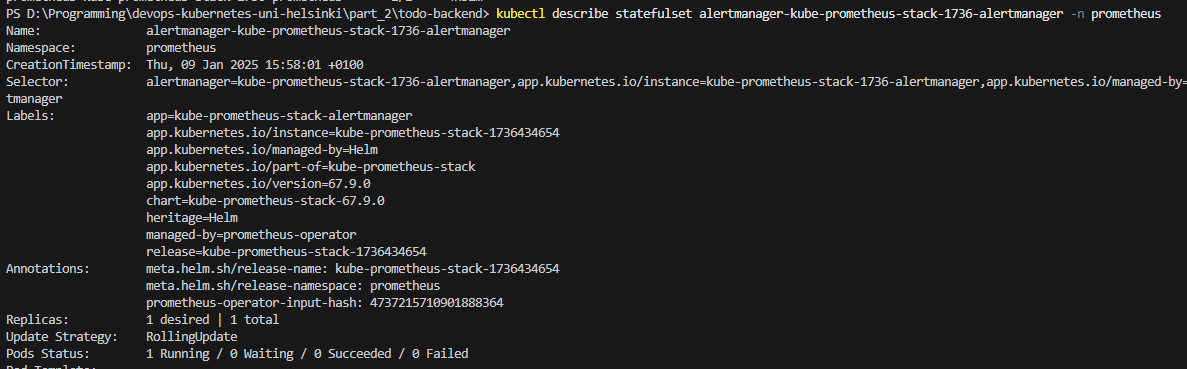 PS D:\Programming\devops-kubernetes-uni-helsinki\part_2\todo-backend> kubectl describe statefulset alertmanager-kube-prometheus-stack-1736-alertmanager -n prometheus
Name: alertmanager-kube-prometheus-stack-1736-alertmanager
Namespace: prometheus
CreationTimestamp: Thu, 09 Jan 2025 15:58:01 +0100
Selector: alertmanager=kube-prometheus-stack-1736-alertmanager,app.kubernetes.io/instance=kube-prometheus-stack-1736-alertmanager,app.kubernetes.io/managed-by=
tmanager
Labels: app=kube-prometheus-stack-alertmanager
app.kubernetes.io/instance=kube-prometheus-stack-1736434654
app.kubernetes.io/managed-by=Helm
app.kubernetes.io/part-of=kube-prometheus-stack
app.kubernetes.io/version=67.9.0
chart=kube-prometheus-stack-67.9.0
heritage=Helm
managed-by=prometheus-operator
release=kube-prometheus-stack-1736434654
Annotations: meta.helm.sh/release-name: kube-prometheus-stack-1736434654
meta.helm.sh/release-namespace: prometheus
prometheus-operator-input-hash: 4737215710901888364
Replicas: 1 desired | 1 total
Update Strategy: RollingUpdate
Pods Status: 1 Running / 0 Waiting / 0 Succeeded / 0 Failed